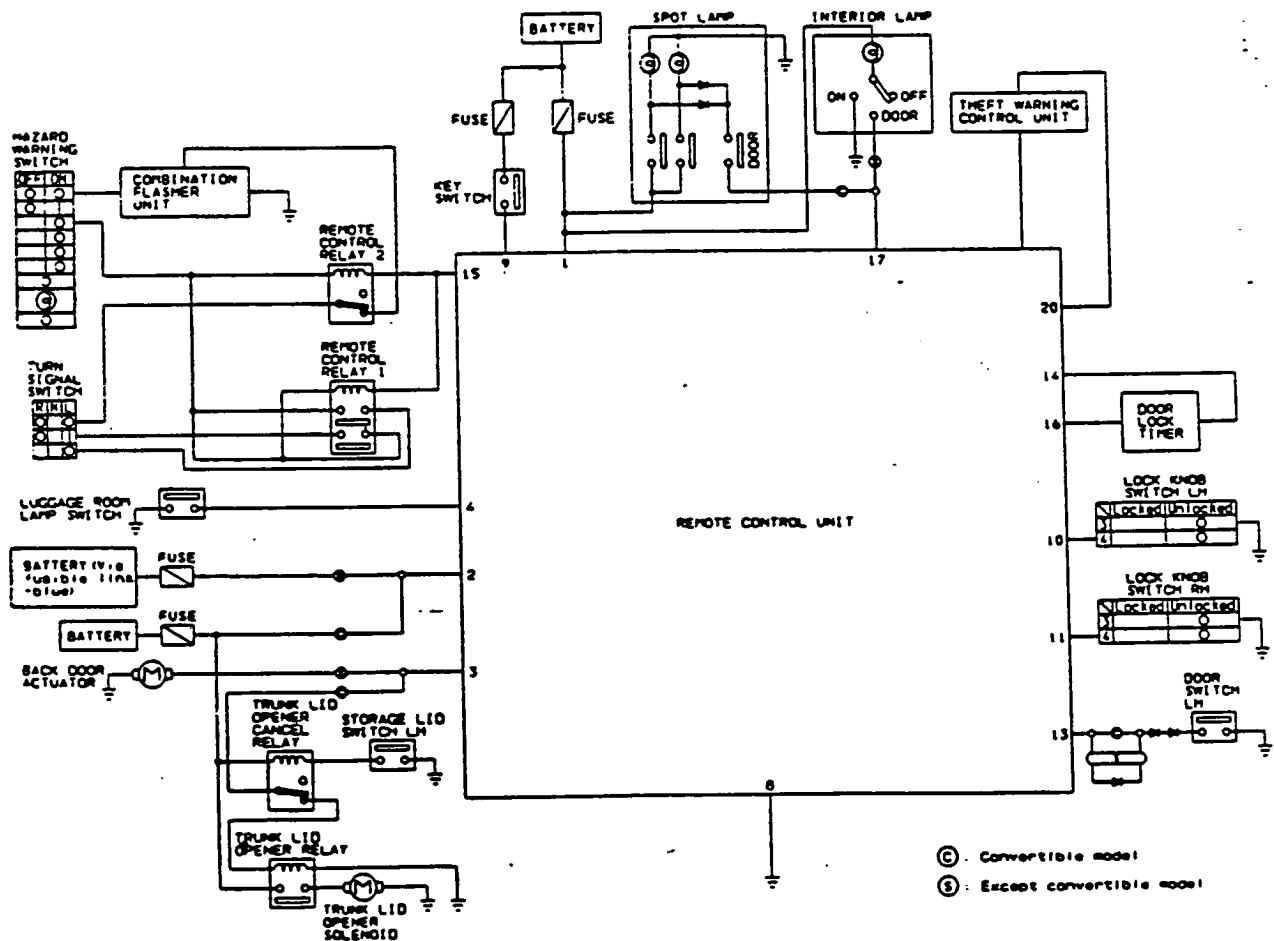 SPOT LAMP
INTERIOR LAMP
BATTERY
ON
OFF
DOOR
THEFT WARNING
CONTROL UNIT
FUSE
FUSE
DOOR
HAZARD
WARNING
SWITCH
OFF ON
COMBINATION
FLASHER
UNIT
KEY
SWITCH
REMOTE
CONTROL
RELAY 2
15
9
1
17
20
REMOTE
CONTROL
RELAY 1
TURN
SIGNAL
SWITCH
R N L
14
16
DOOR
LOCK
TIMER
LUGGAGE ROOM
LAMP SWITCH
4
REMOTE CONTROL UNIT
LOCK KNOB
SWITCH LH
Locked Unlocked
3
4
10
BATTERY (Via
fusible link
-blue)
FUSE
2
LOCK KNOB
SWITCH RH
Locked Unlocked
3
4
11
BATTERY
FUSE
BACK DOOR
ACTUATOR
M
3
DOOR
SWITCH
LH
13
TRUNK LID
OPENER
CANCEL
RELAY
STORAGE LID
SWITCH LH
8
TRUNK LID
OPENER RELAY
M
TRUNK LID
OPENER
SOLENOID
C : Convertible model
S : Except convertible model